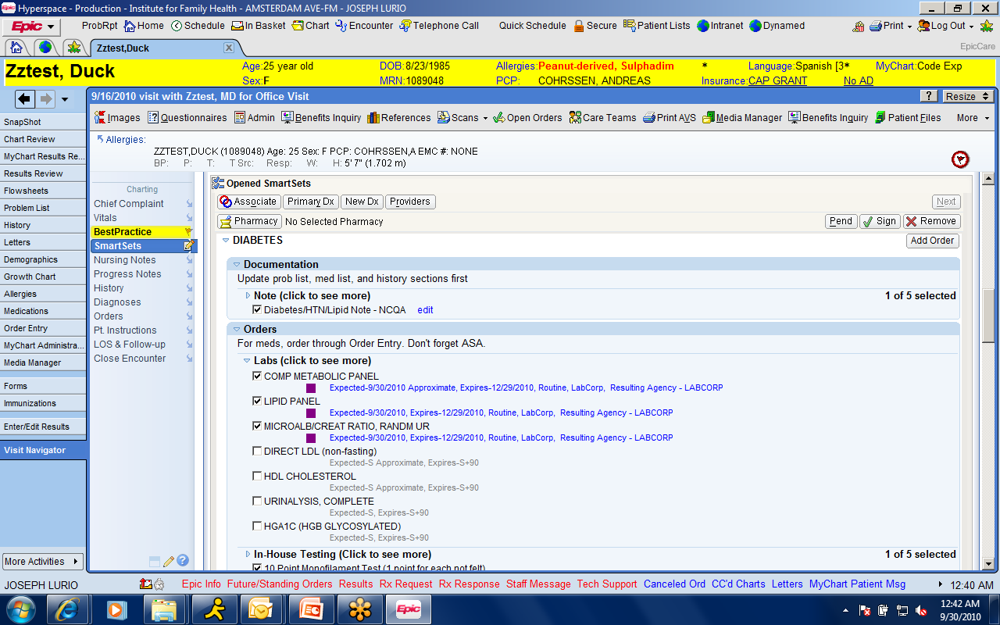 Hyperspace - Production - Institute for Family Health - AMSTERDAM AVE-FM - JOSEPH LURIO
Epic ProbRpt Home Schedule In Basket Chart Encounter Telephone Call Quick Schedule Secure Patient Lists Intranet Dynamed Print Log Out
Zztest,Duck EpicCare
Zztest, Duck
Age:25 year old DOB:8/23/1985 Allergies:Peanut-derived, Sulphadim * Language:Spanish [3* MyChart:Code Exp
Sex:F MRN:1089048 PCP: COHRSSEN, ANDREAS Insurance:CAP GRANT No AD
9/16/2010 visit with Zztest, MD for Office Visit ? Resize
Images Questionnaires Admin Benefits Inquiry References Scans Open Orders Care Teams Print AVS Media Manager Benefits Inquiry Patient Files More
Allergies:
ZZTEST,DUCK (1089048) Age: 25 Sex: F PCP: COHRSSEN,A EMC #: NONE
BP: P: T: T Src: Resp: W: H: 5' 7" (1.702 m)
SnapShot
Chart Review
MyChart Results Re...
Results Review
Flowsheets
Problem List
History
Letters
Demographics
Growth Chart
Allergies
Medications
Order Entry
MyChart Administra...
Media Manager
Forms
Immunizations
Enter/Edit Results
Visit Navigator
More Activities
Charting
Chief Complaint
Vitals
BestPractice
SmartSets
Nursing Notes
Progress Notes
History
Diagnoses
Orders
Pt. Instructions
LOS & Follow-up
Close Encounter
Opened SmartSets
Associate Primary Dx New Dx Providers Next
Pharmacy No Selected Pharmacy Pend Sign Remove
DIABETES Add Order
Documentation
Update prob list, med list, and history sections first
Note (click to see more) 1 of 5 selected
Diabetes/HTN/Lipid Note - NCQA edit
Orders
For meds, order through Order Entry. Don't forget ASA.
Labs (click to see more)
COMP METABOLIC PANEL
Expected-9/30/2010 Approximate, Expires-12/29/2010, Routine, LabCorp, Resulting Agency - LABCORP
LIPID PANEL
Expected-9/30/2010, Expires-12/29/2010, Routine, LabCorp, Resulting Agency - LABCORP
MICROALB/CREAT RATIO, RANDM UR
Expected-9/30/2010, Expires-12/29/2010, Routine, LabCorp, Resulting Agency - LABCORP
DIRECT LDL (non-fasting)
Expected-S Approximate, Expires-S+90
HDL CHOLESTEROL
Expected-S Approximate, Expires-S+90
URINALYSIS, COMPLETE
Expected-S, Expires-S+90
HGA1C (HGB GLYCOSYLATED)
Expected-S, Expires-S+90
In-House Testing (Click to see more) 1 of 5 selected
10 Point Monofilament Test (1 point for each not felt)
JOSEPH LURIO Epic Info Future/Standing Orders Results Rx Request Rx Response Staff Message Tech Support Canceled Ord CC'd Charts Letters MyChart Patient Msg 12:40 AM
Epic
12:42 AM
9/30/2010